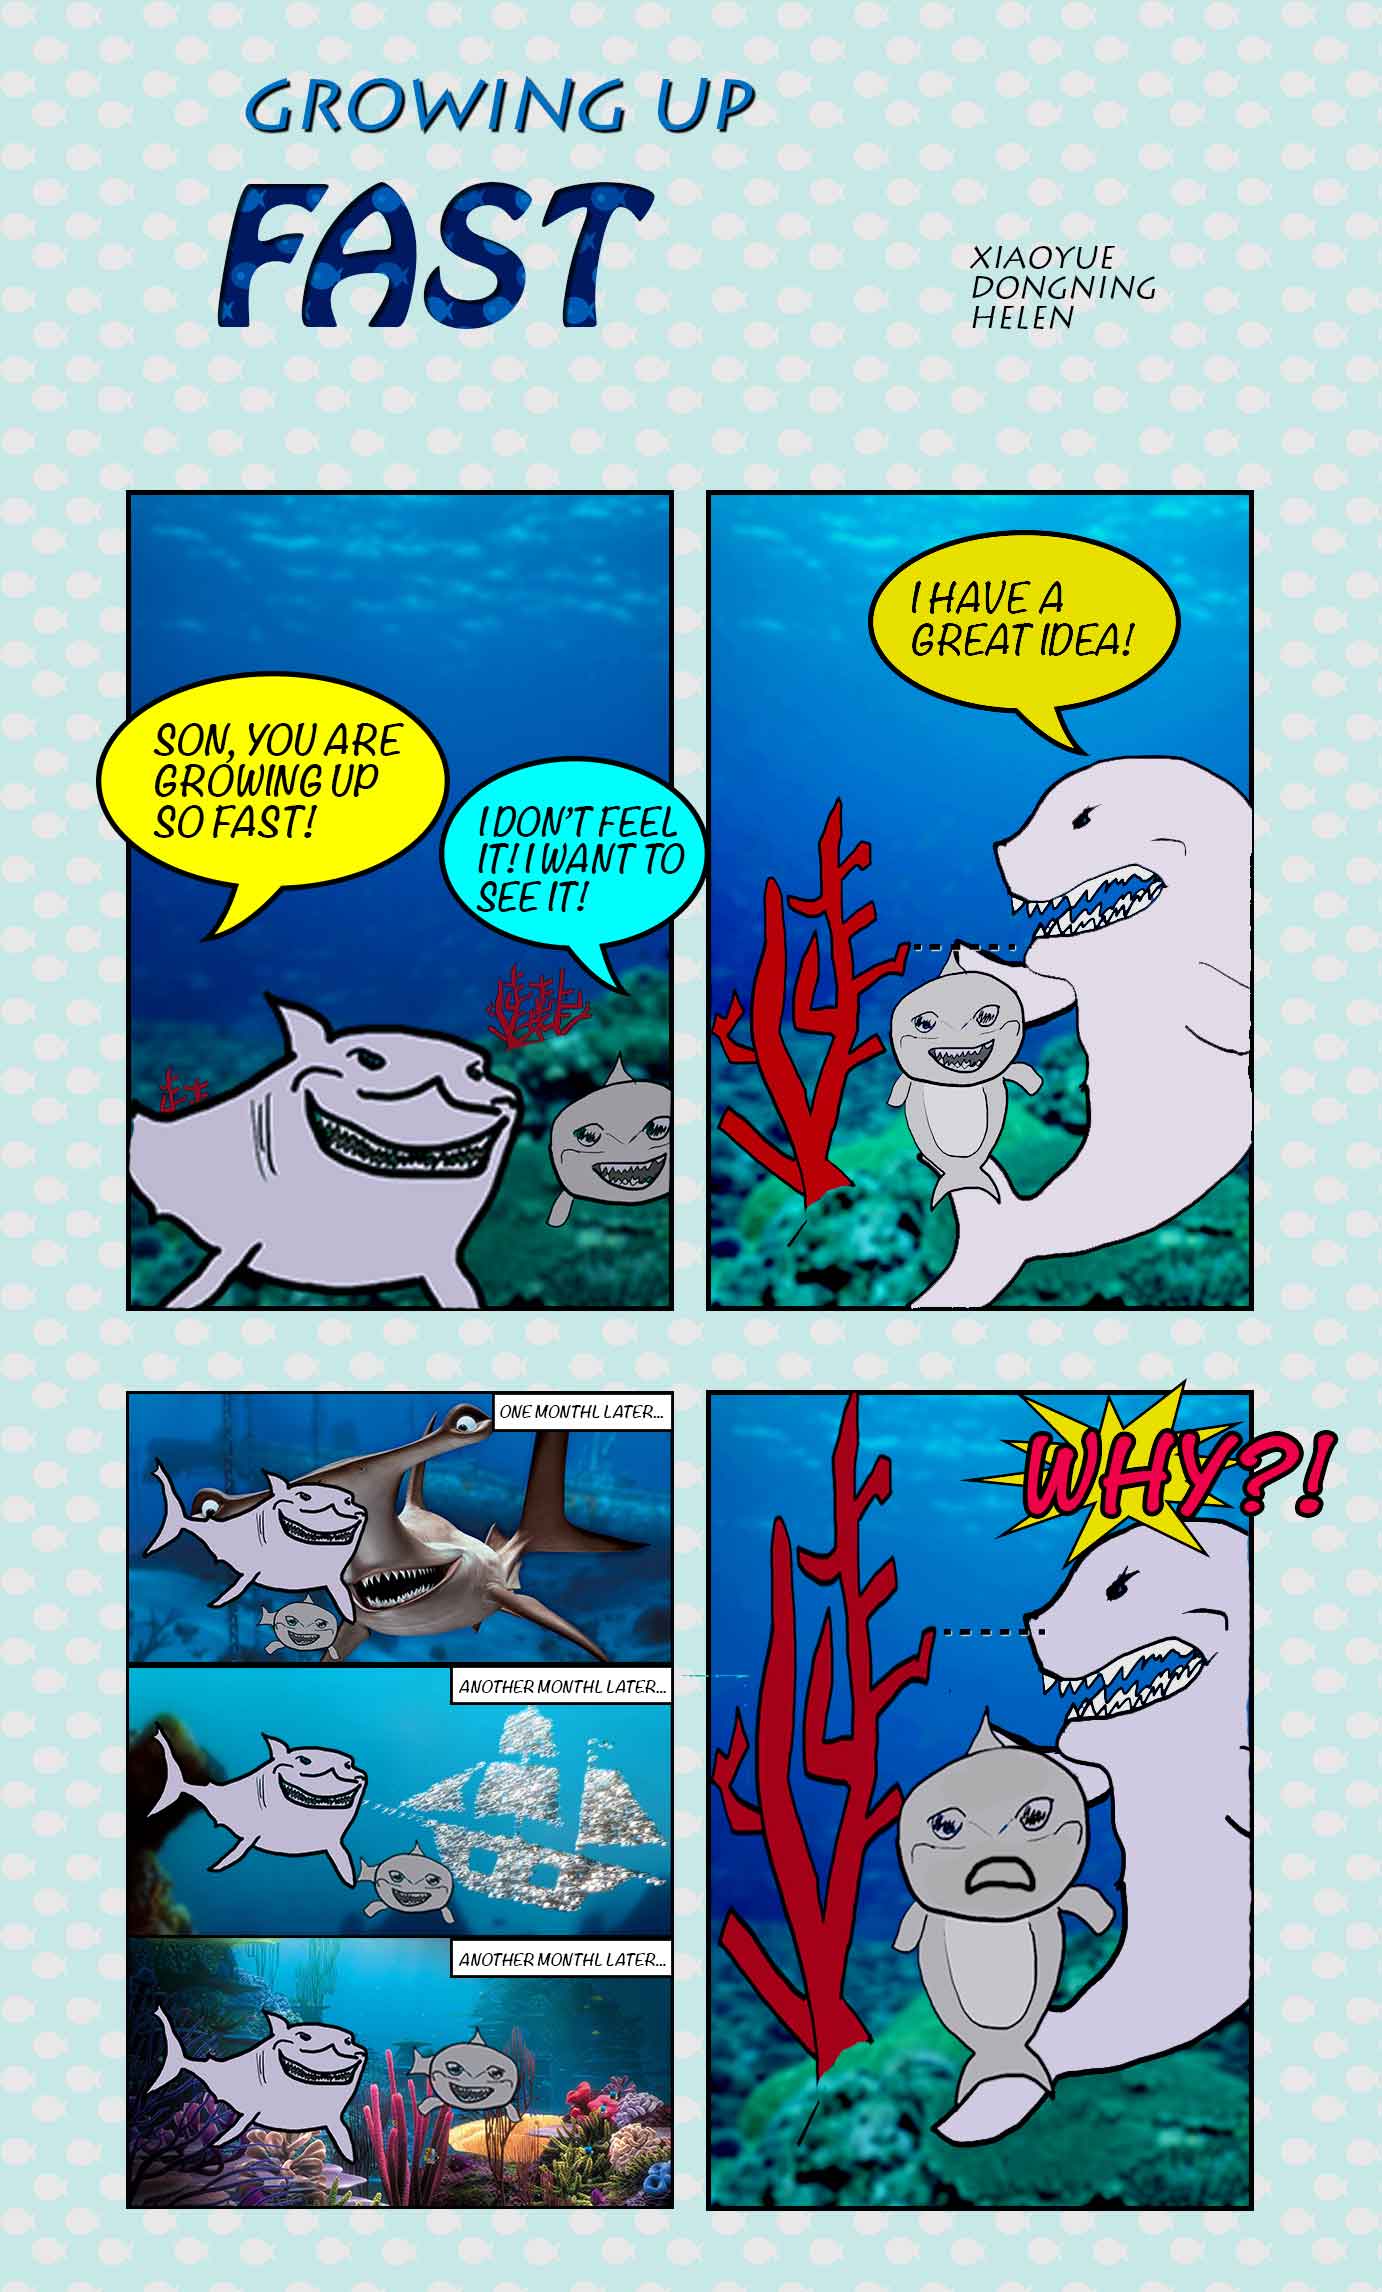 GROWING UP
FAST
XIAOYUE
DONGNING
HELEN
SON, YOU ARE
GROWING UP
SO FAST!
I DON'T FEEL
IT! I WANT TO
SEE IT!
I HAVE A
GREAT IDEA!
ONE MONTHL LATER...
ANOTHER MONTHL LATER...
ANOTHER MONTHL LATER...
WHY?!